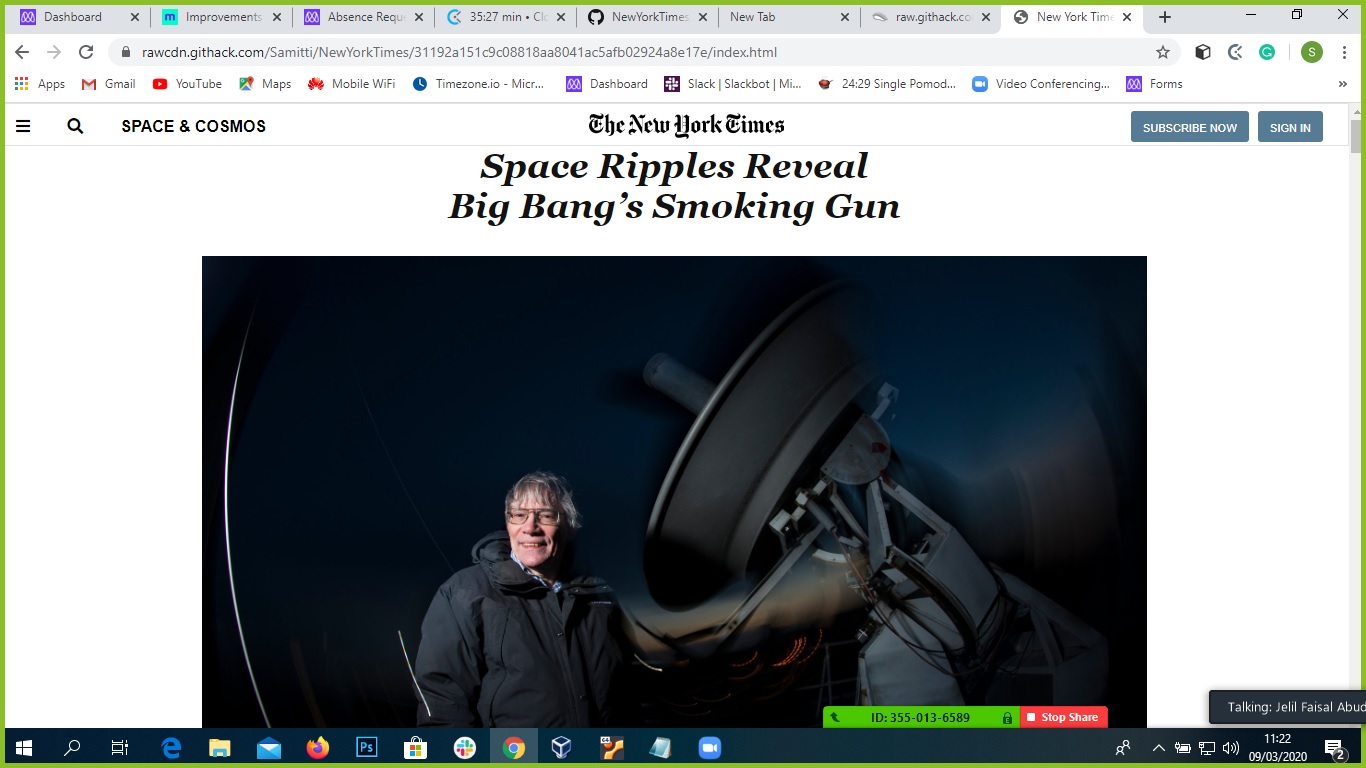 Dashboard
Improvements
Absence Requ
35:27 min • Clo
NewYorkTimes
New Tab
raw.githack.co
New York Time
rawcdn.githack.com/Samitti/NewYorkTimes/31192a151c9c08818aa8041ac5afb02924a8e17e/index.html
S
Apps
Gmail
YouTube
Maps
Mobile WiFi
Timezone.io - Micr...
Dashboard
Slack | Slackbot | Mi...
24:29 Single Pomod...
Video Conferencing...
Forms
»
SPACE & COSMOS
The New York Times
SUBSCRIBE NOW
SIGN IN
Space Ripples Reveal
Big Bang’s Smoking Gun
Talking: Jelil Faisal Abud
ID: 355-013-6589
Stop Share
Ps
11:22
09/03/2020
2